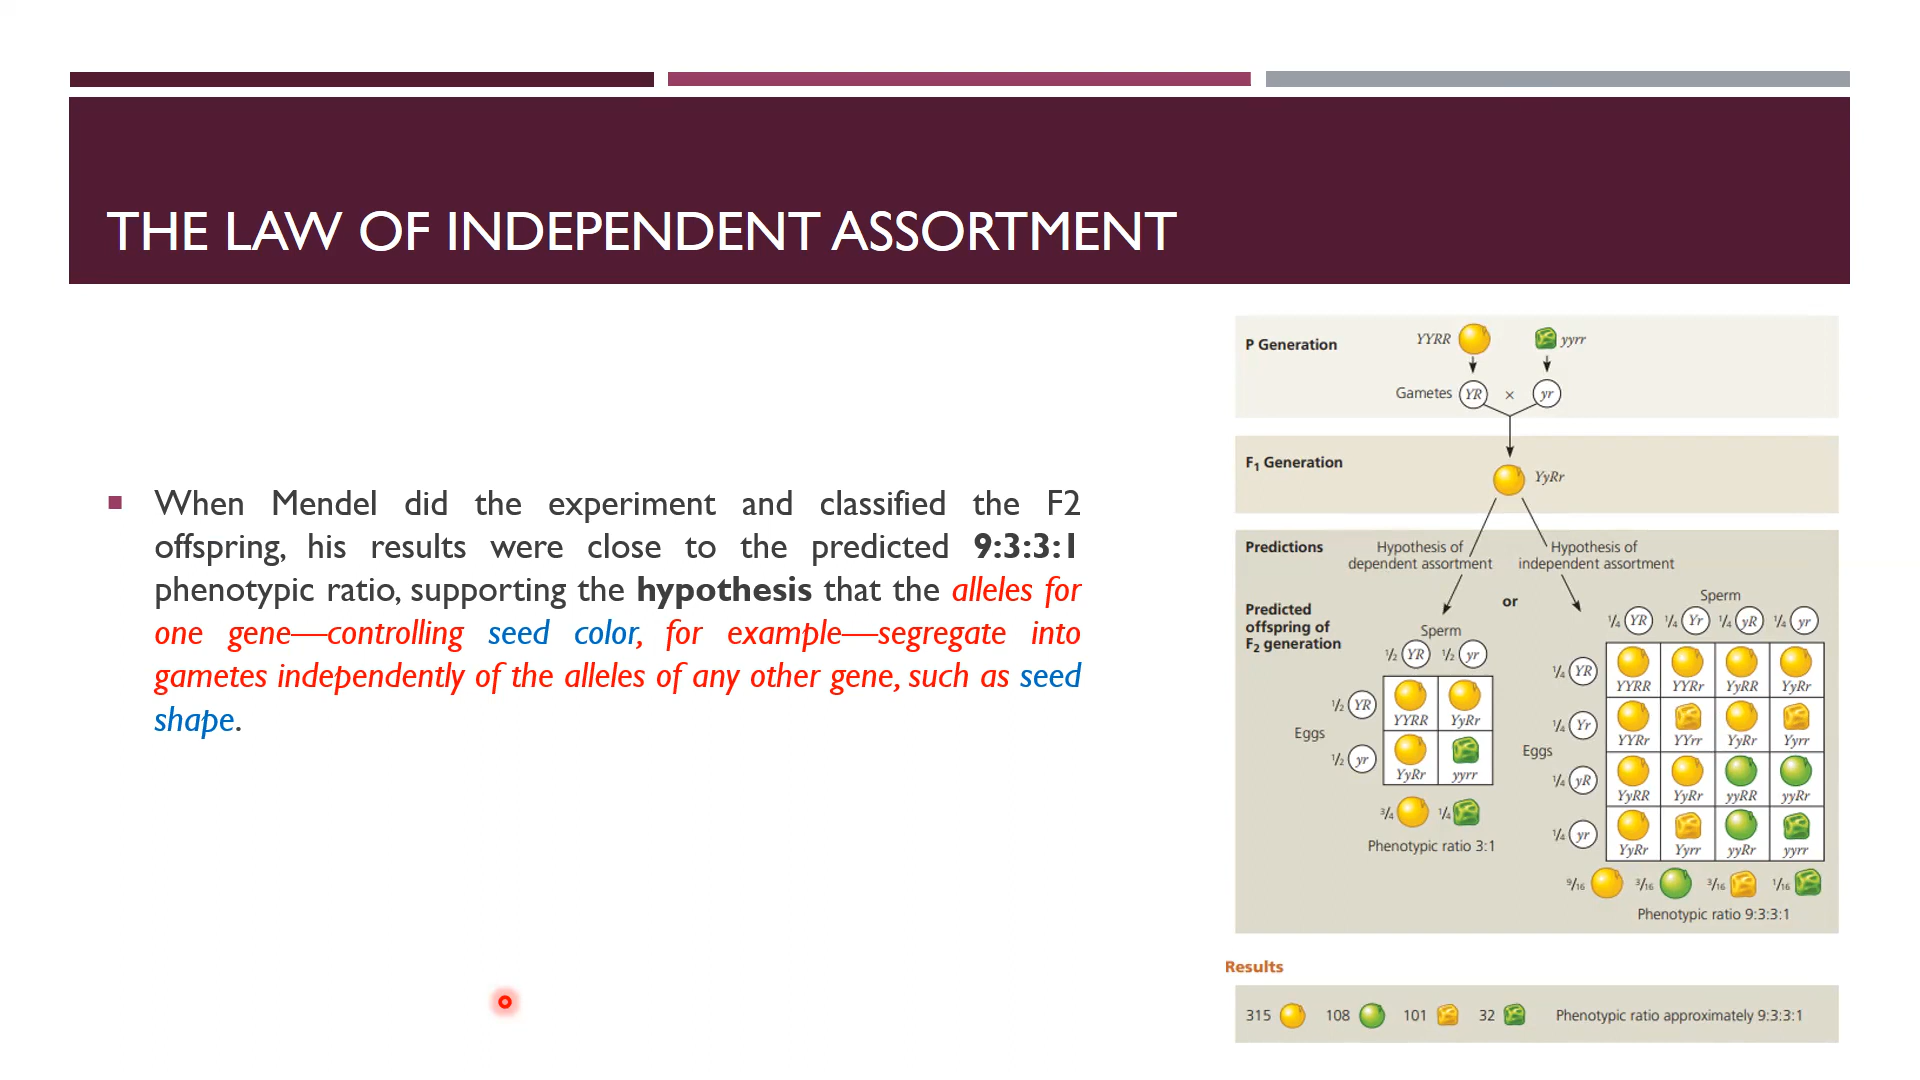 THE LAW OF INDEPENDENT ASSORTMENT
When Mendel did the experiment and classified the F2
offspring, his results were close to the predicted 9:3:3:1
phenotypic ratio, supporting the hypothesis that the alleles for
one gene—controlling seed color, for example—segregate into
gametes independently of the alleles of any other gene, such as seed
shape.
P Generation
YYRR
yyrr
Gametes YR × yr
F1 Generation
YyRr
Predictions
Hypothesis of
dependent assortment
Hypothesis of
independent assortment
or
Predicted
offspring of
F2 generation
Sperm
1/2 YR 1/2 yr
Eggs
1/2 YR
YYRR YyRr
1/2 yr
YyRr yyrr
3/4 1/4
Phenotypic ratio 3:1
Sperm
1/4 YR 1/4 Yr 1/4 yR 1/4 yr
Eggs
1/4 YR
YYRR YYRr YyRR YyRr
1/4 Yr
YYRr YYrr YyRr Yyrr
1/4 yR
YyRR YyRr yyRR yyRr
1/4 yr
YyRr Yyrr yyRr yyrr
9/16 3/16 3/16 1/16
Phenotypic ratio 9:3:3:1
Results
315 108 101 32 Phenotypic ratio approximately 9:3:3:1